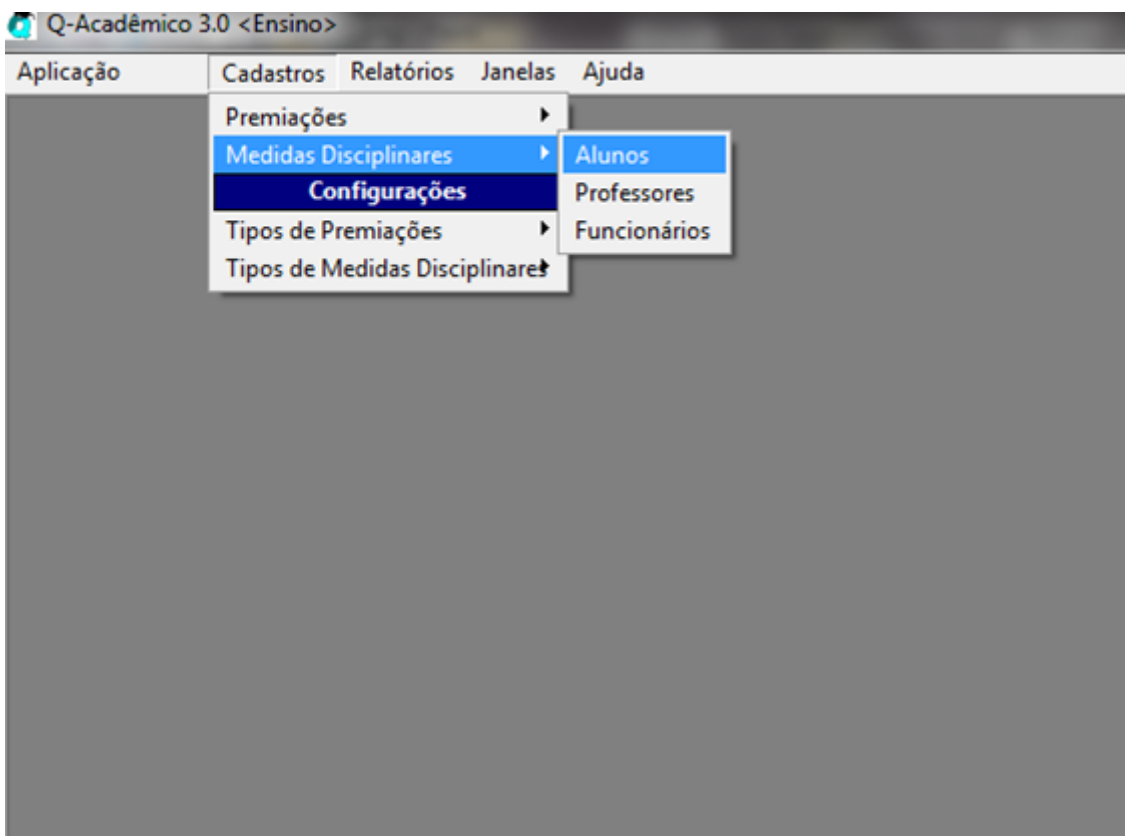 Q-Acadêmico 3.0 <Ensino>
Aplicação Cadastros Relatórios Janelas Ajuda
Premiações
Medidas Disciplinares Alunos
Configurações Professores
Tipos de Premiações Funcionários
Tipos de Medidas Disciplinares